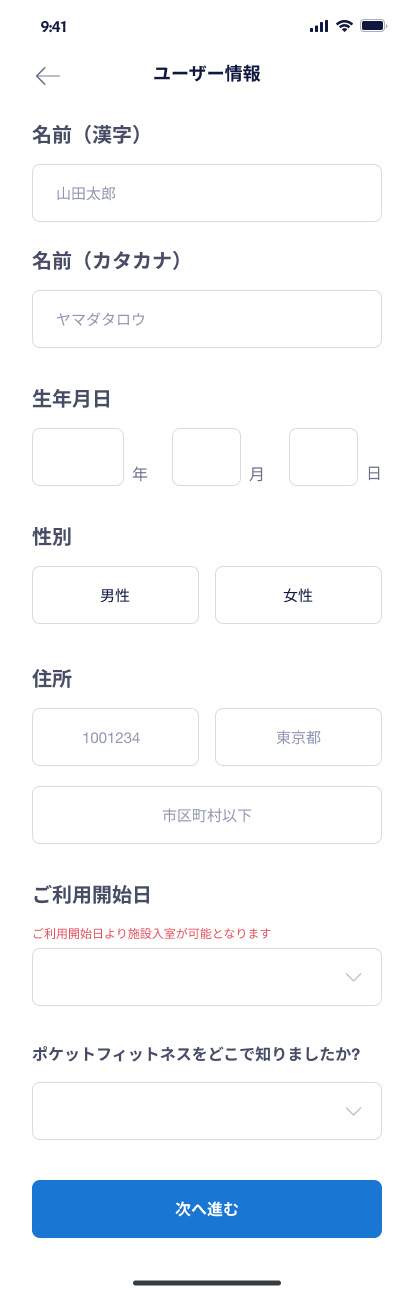 9:41
ユーザー情報
名前（漢字）
山田太郎
名前（カタカナ）
ヤマダタロウ
生年月日
年 月 日
性別
男性 女性
住所
1001234 東京都
市区町村以下
ご利用開始日
ご利用開始日より施設入室が可能となります
ポケットフィットネスをどこで知りましたか?
次へ進む